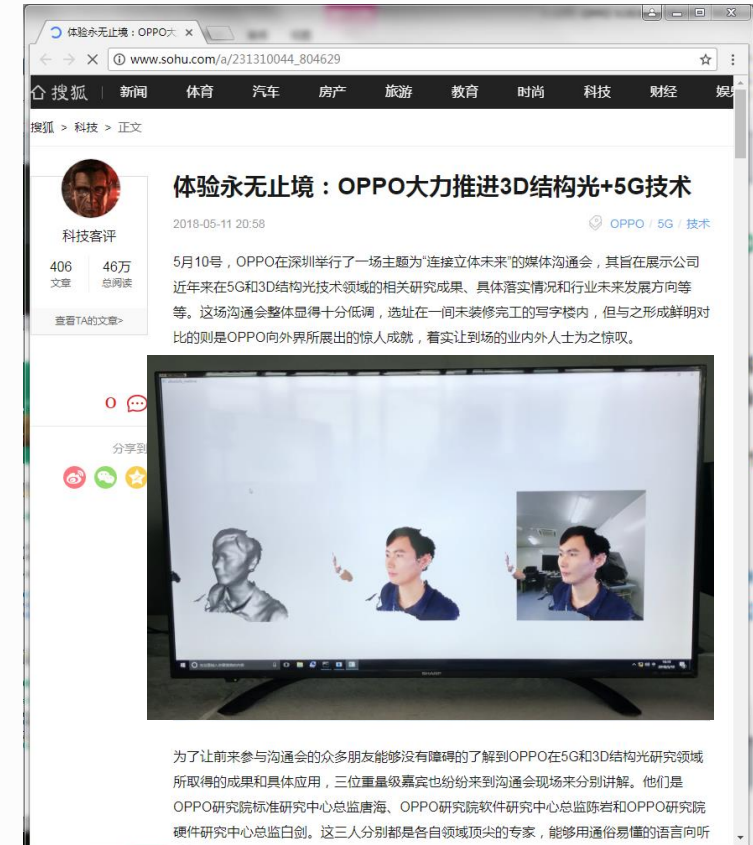 体验永无止境：OPPO大
www.sohu.com/a/231310044_804629
搜狐 新闻 体育 汽车 房产 旅游 教育 时尚 科技 财经
搜狐 > 科技 > 正文
体验永无止境：OPPO大力推进3D结构光+5G技术
2018-05-11 20:58
OPPO / 5G / 技术
科技客评
406 46万
文章 总阅读
查看TA的文章>
0
分享到
5月10号，OPPO在深圳举行了一场主题为“连接立体未来”的媒体沟通会，其旨在展示公司
近年来在5G和3D结构光技术领域的相关研究成果、具体落实情况和行业未来发展方向等
等。这场沟通会整体显得十分低调，选址在一间未装修完工的写字楼内，但与之形成鲜明对
比的则是OPPO向外界所展出的惊人成就，着实让到场的业内外人士为之惊叹。
SHARP
为了让前来参与沟通会的众多朋友能够没有障碍的了解到OPPO在5G和3D结构光研究领域
所取得的成果和具体应用，三位重量级嘉宾也纷纷来到沟通会现场来分别讲解。他们是
OPPO研究院标准研究中心总监唐海、OPPO研究院软件研究中心总监陈岩和OPPO研究院
硬件研究中心总监白剑。这三人分别都是各自领域顶尖的专家，能够用通俗易懂的语言向听